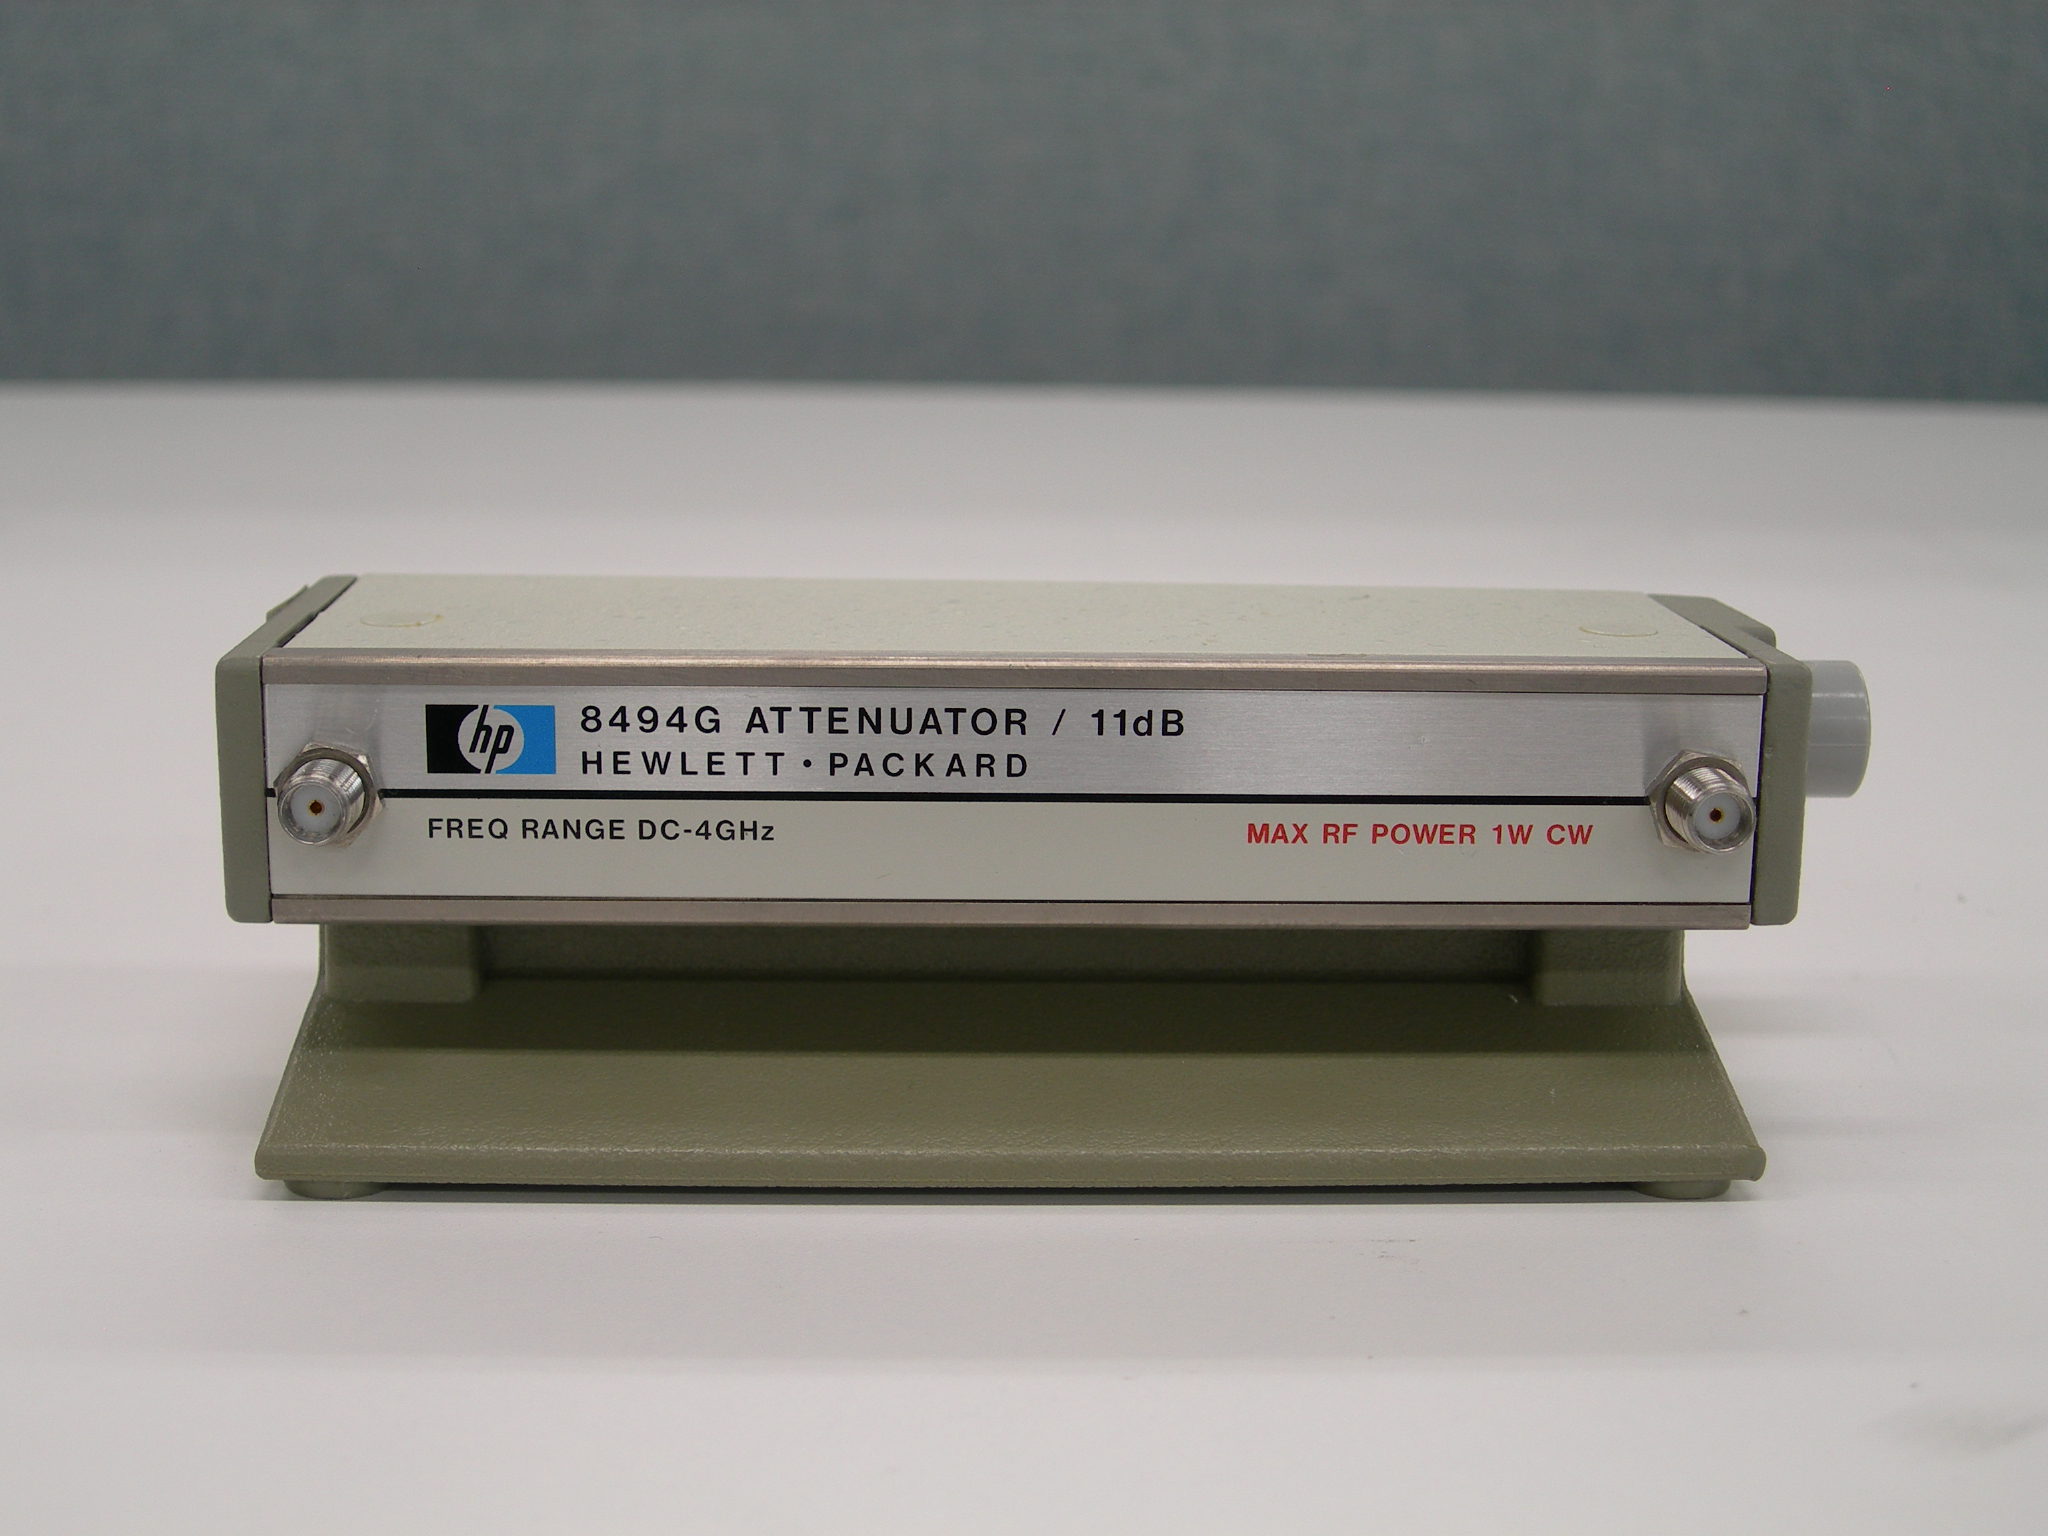 hp
8494G ATTENUATOR / 11dB
HEWLETT • PACKARD
FREQ RANGE DC-4GHz
MAX RF POWER 1W CW